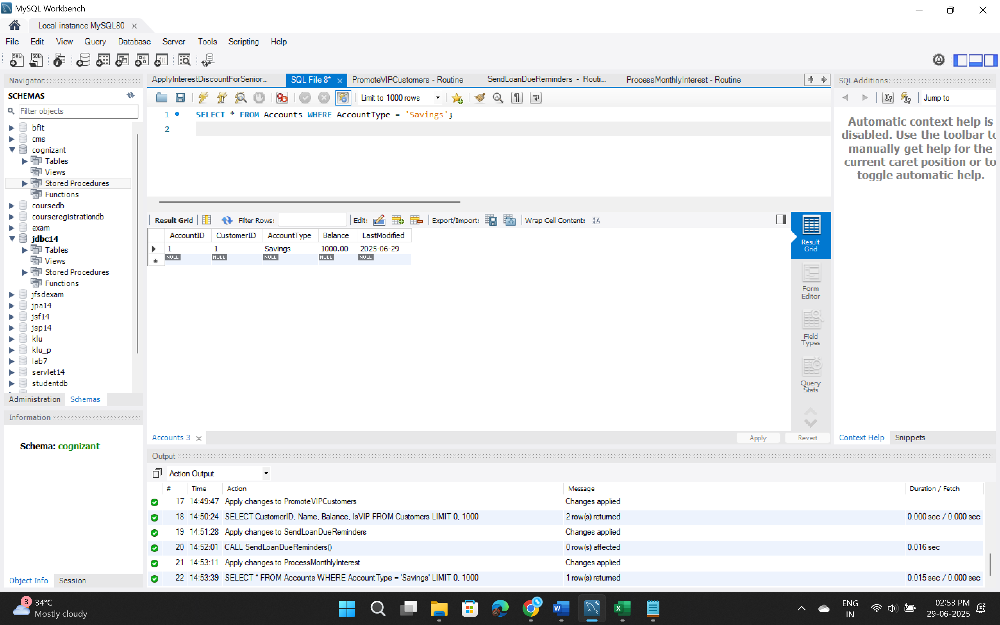 MySQL Workbench
Local instance MySQL80
File Edit View Query Database Server Tools Scripting Help
Navigator
SCHEMAS
Filter objects
bfit
cms
cognizant
Tables
Views
Stored Procedures
Functions
coursedb
courseregistrationdb
exam
jdbc14
Tables
Views
Stored Procedures
Functions
jfsdexam
jpa14
jsf14
jsp14
klu
klu_p
lab7
servlet14
studentdb
Administration Schemas
Information
Schema: cognizant
Object Info Session
ApplyInterestDiscountForSenior... SQL File 8* PromoteVIPCustomers - Routine SendLoanDueReminders - Routi... ProcessMonthlyInterest - Routine
Limit to 1000 rows
1 SELECT * FROM Accounts WHERE AccountType = 'Savings';
2
Result Grid Filter Rows: Edit: Export/Import: Wrap Cell Content:
AccountID CustomerID AccountType Balance LastModified
1 1 Savings 1000.00 2025-06-29
NULL NULL NULL NULL NULL
Result
Grid
Form
Editor
Field
Types
Query
Stats
Accounts 3 Apply Revert
SQLAdditions
Jump to
Automatic context help is
disabled. Use the toolbar to
manually get help for the
current caret position or to
toggle automatic help.
Context Help Snippets
Output
Action Output
# Time Action Message Duration / Fetch
17 14:49:47 Apply changes to PromoteVIPCustomers Changes applied
18 14:50:24 SELECT CustomerID, Name, Balance, IsVIP FROM Customers LIMIT 0, 1000 2 row(s) returned 0.000 sec / 0.000 sec
19 14:51:28 Apply changes to SendLoanDueReminders Changes applied
20 14:52:01 CALL SendLoanDueReminders() 0 row(s) affected 0.016 sec
21 14:53:11 Apply changes to ProcessMonthlyInterest Changes applied
22 14:53:39 SELECT * FROM Accounts WHERE AccountType = 'Savings' LIMIT 0, 1000 1 row(s) returned 0.015 sec / 0.000 sec
3 34°C
Mostly cloudy
ENG
IN
02:53 PM
29-06-2025